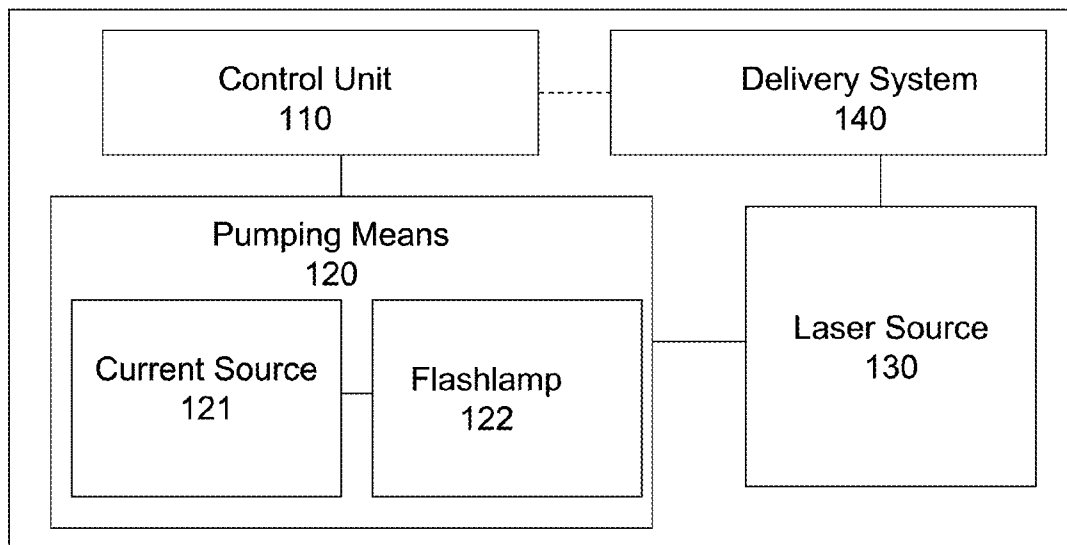 Control Unit
110
Delivery System
140
Pumping Means
120
Current Source
121
Flashlamp
122
Laser Source
130